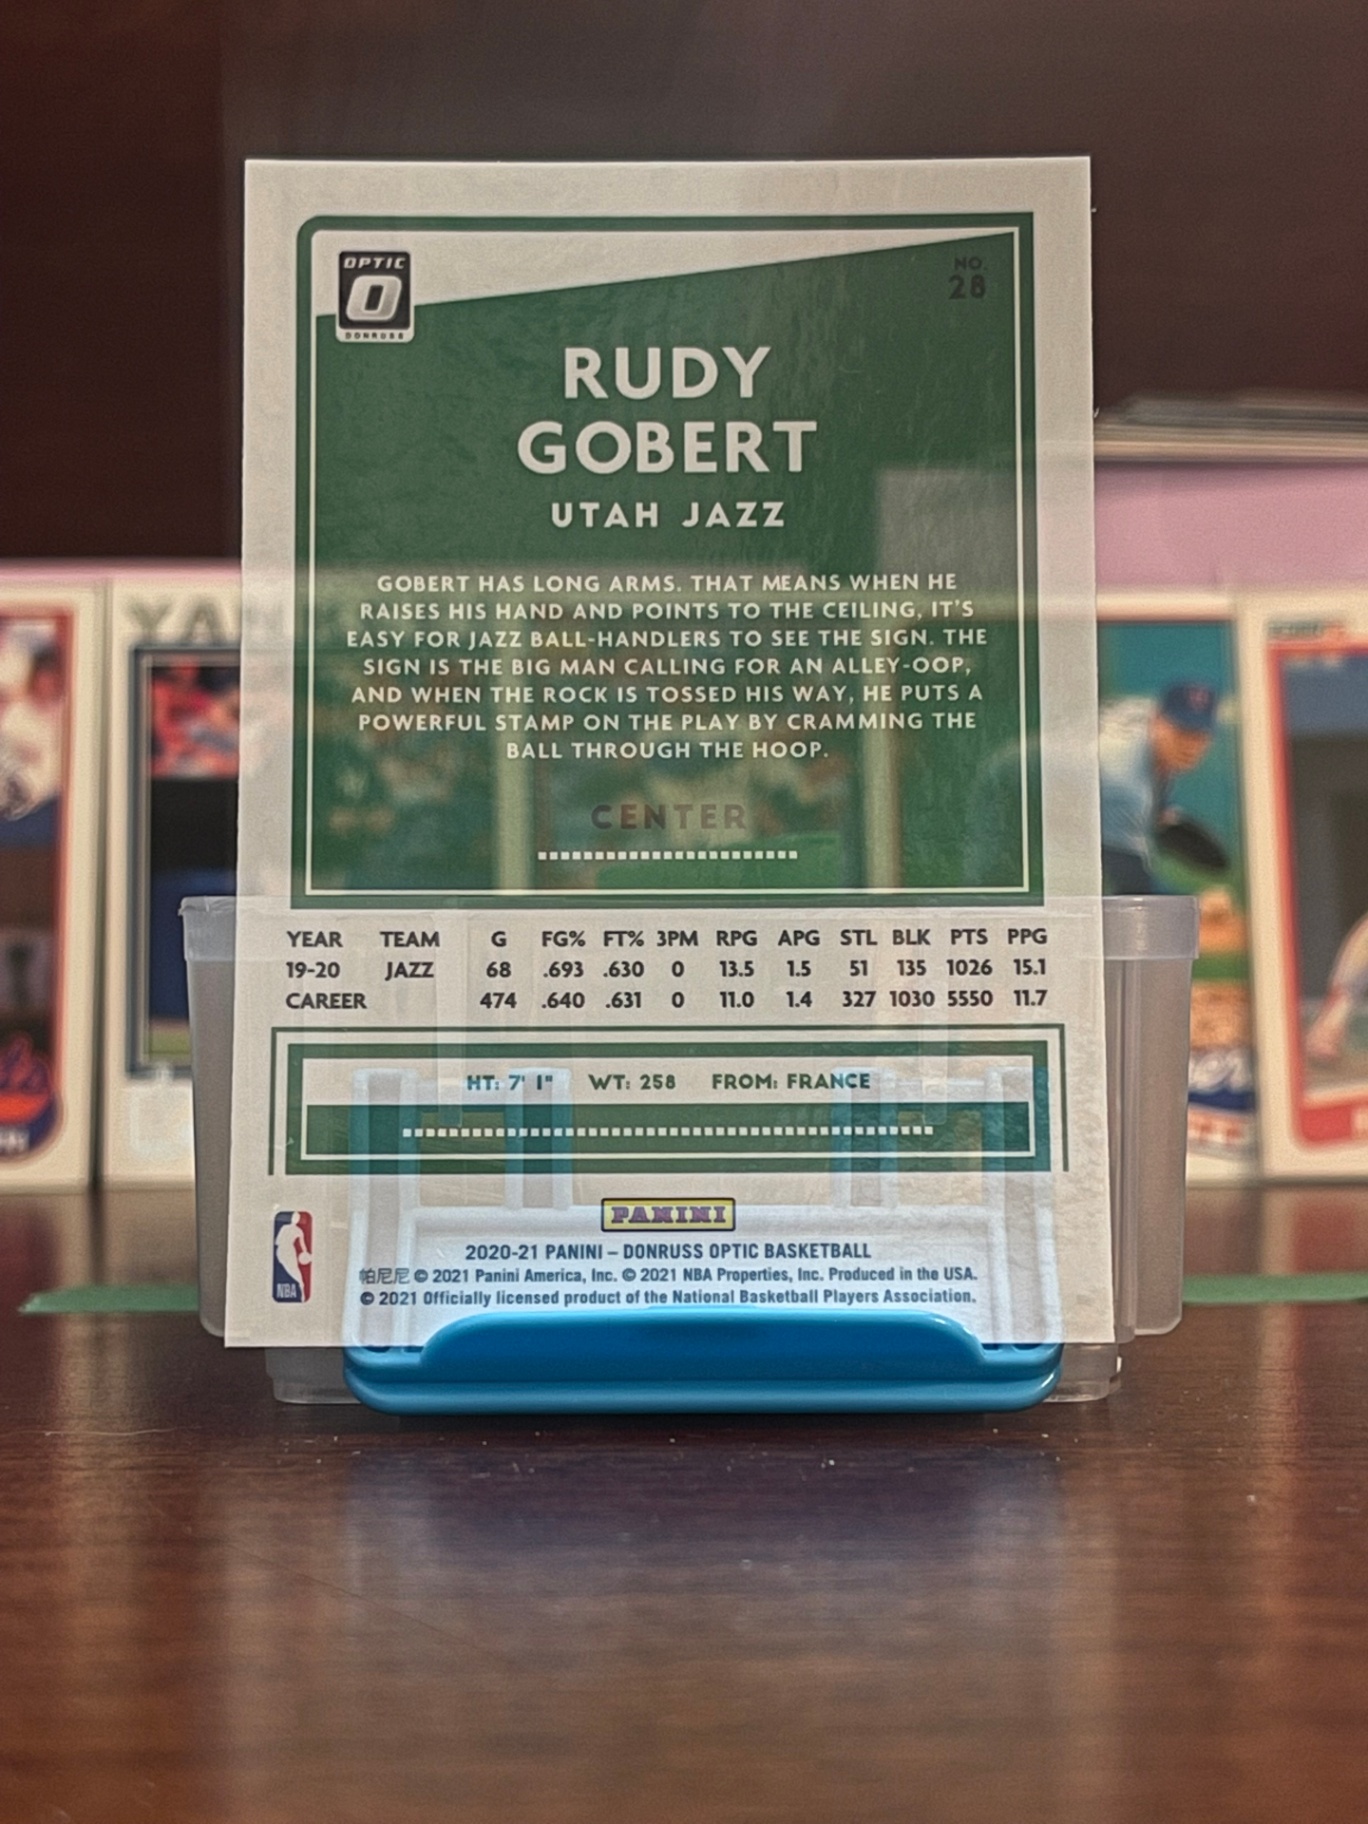 OPTIC
O
DONRUSS
NO.
28
RUDY
GOBERT
UTAH JAZZ
GOBERT HAS LONG ARMS. THAT MEANS WHEN HE
RAISES HIS HAND AND POINTS TO THE CEILING, IT'S
EASY FOR JAZZ BALL-HANDLERS TO SEE THE SIGN. THE
SIGN IS THE BIG MAN CALLING FOR AN ALLEY-OOP,
AND WHEN THE ROCK IS TOSSED HIS WAY, HE PUTS A
POWERFUL STAMP ON THE PLAY BY CRAMMING THE
BALL THROUGH THE HOOP.
CENTER
YEAR TEAM G FG% FT% 3PM RPG APG STL BLK PTS PPG
19-20 JAZZ 68 .693 .630 0 13.5 1.5 51 135 1026 15.1
CAREER 474 .640 .631 0 11.0 1.4 327 1030 5550 11.7
HT: 7' 1" WT: 258 FROM: FRANCE
PANINI
NBA
2020-21 PANINI – DONRUSS OPTIC BASKETBALL
帕尼尼 © 2021 Panini America, Inc. © 2021 NBA Properties, Inc. Produced in the USA.
© 2021 Officially licensed product of the National Basketball Players Association.